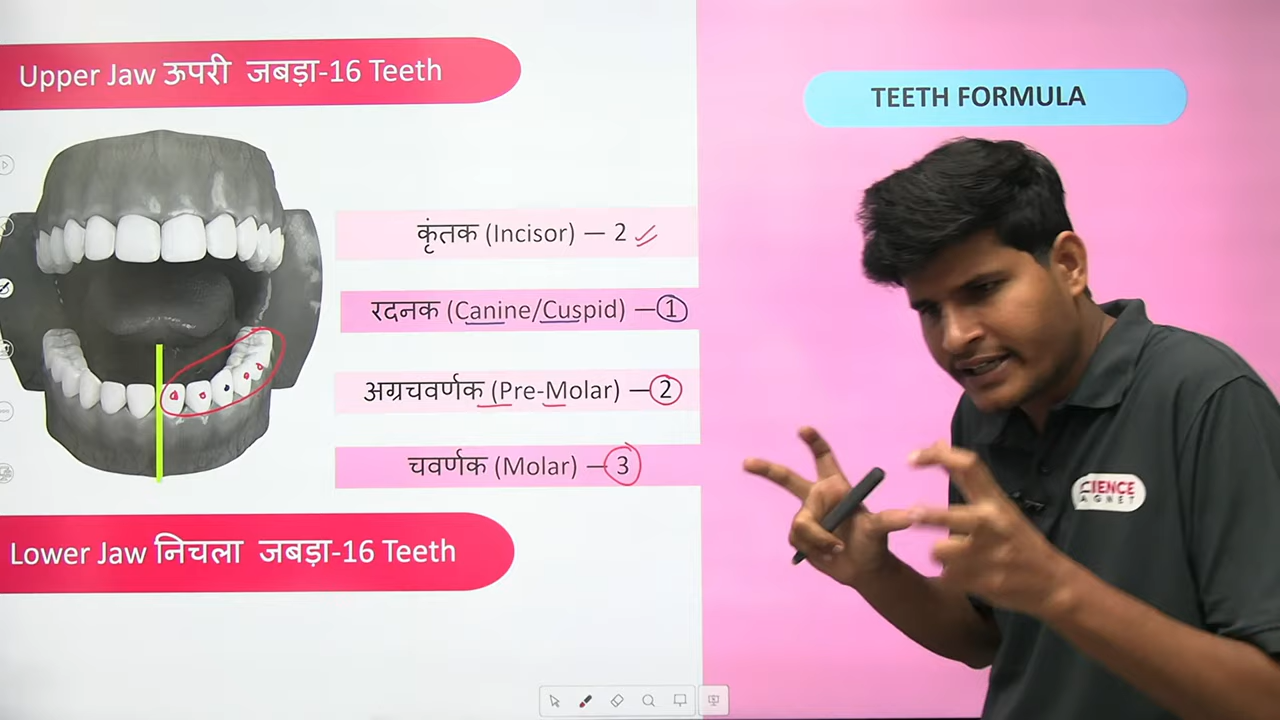 Upper Jaw ऊपरी जबड़ा-16 Teeth
TEETH FORMULA
कृंतक (Incisor) – 2
रदनक (Canine/Cuspid) – 1
अग्रचवर्णक (Pre-Molar) – 2
चवर्णक (Molar) – 3
Lower Jaw निचला जबड़ा-16 Teeth